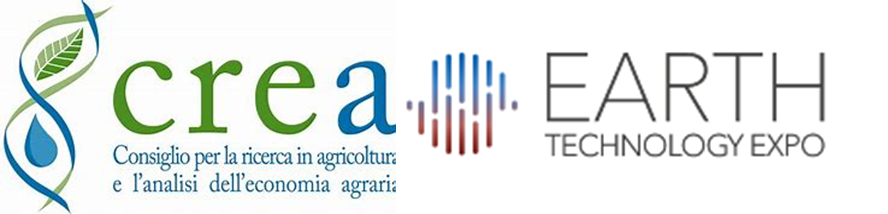 crea
Consiglio per la ricerca in agricoltura
e l'analisi dell'economia agraria
EARTH
TECHNOLOGY EXPO